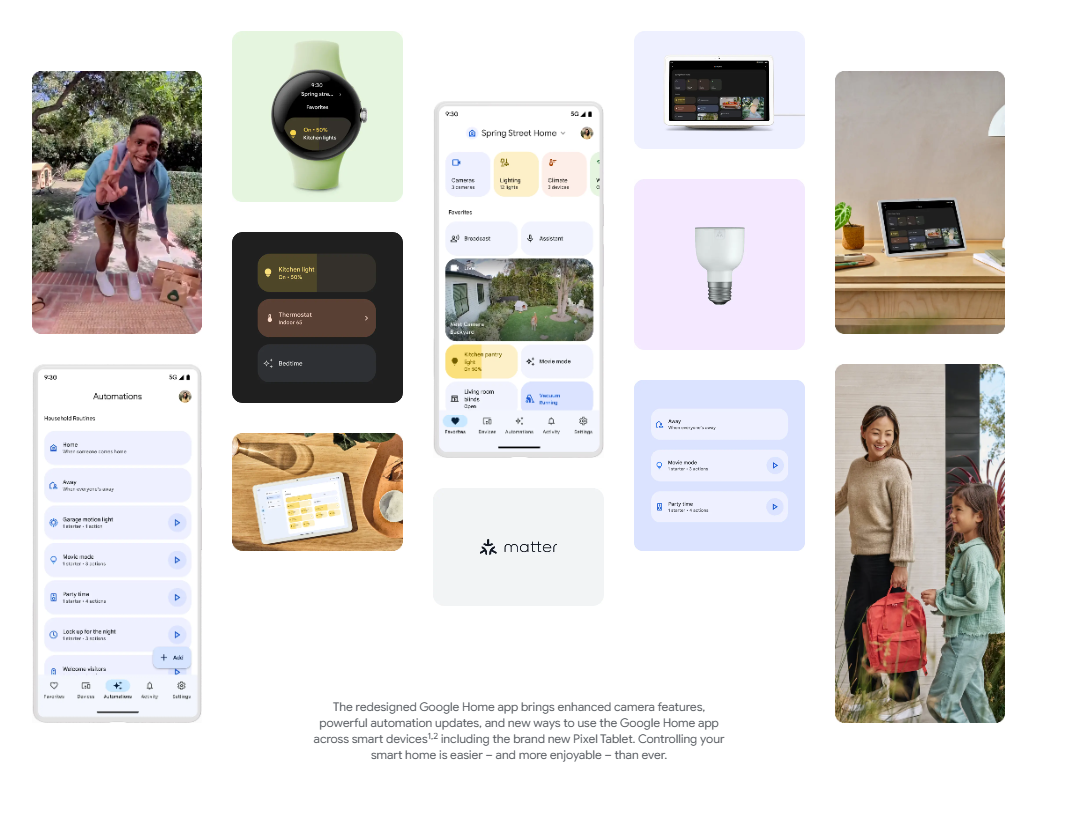 9:30
Spring stre...
Favorites
On • 50%
Kitchen lights
Kitchen light
On • 50%
Thermostat
Indoor 65
Bedtime
9:30
5G
Automations
Household Routines
Home
When someone comes home
Away
When everyone's away
Garage motion light
1 starter • 1 action
Movie mode
1 starter • 3 actions
Party time
1 starter • 4 actions
Lock up for the night
1 starter • 3 actions
Welcome visitors
Add
Favorites
Devices
Automations
Activity
Settings
9:30
5G
Spring Street Home
Cameras
3 cameras
Lighting
12 lights
Climate
3 devices
Favorites
Broadcast
Assistant
Live
Backyard
Kitchen pantry
light
On 50%
Movie mode
Living room
blinds
Open
Vacuum
Running
Favorites
Devices
Automations
Activity
Settings
matter
Away
When everyone's away
Movie mode
1 starter • 3 actions
Party time
1 starter • 4 actions
The redesigned Google Home app brings enhanced camera features,
powerful automation updates, and new ways to use the Google Home app
across smart devices1,2 including the brand new Pixel Tablet. Controlling your
smart home is easier – and more enjoyable – than ever.